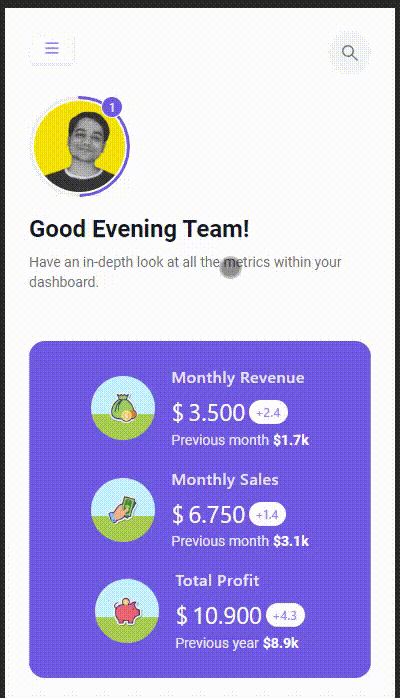 1
Good Evening Team!
Have an in-depth look at all the metrics within your
dashboard.
Monthly Revenue
$ 3.500 +2.4
Previous month $1.7k
Monthly Sales
$ 6.750 +1.4
Previous month $3.1k
Total Profit
$ 10.900 +4.3
Previous year $8.9k